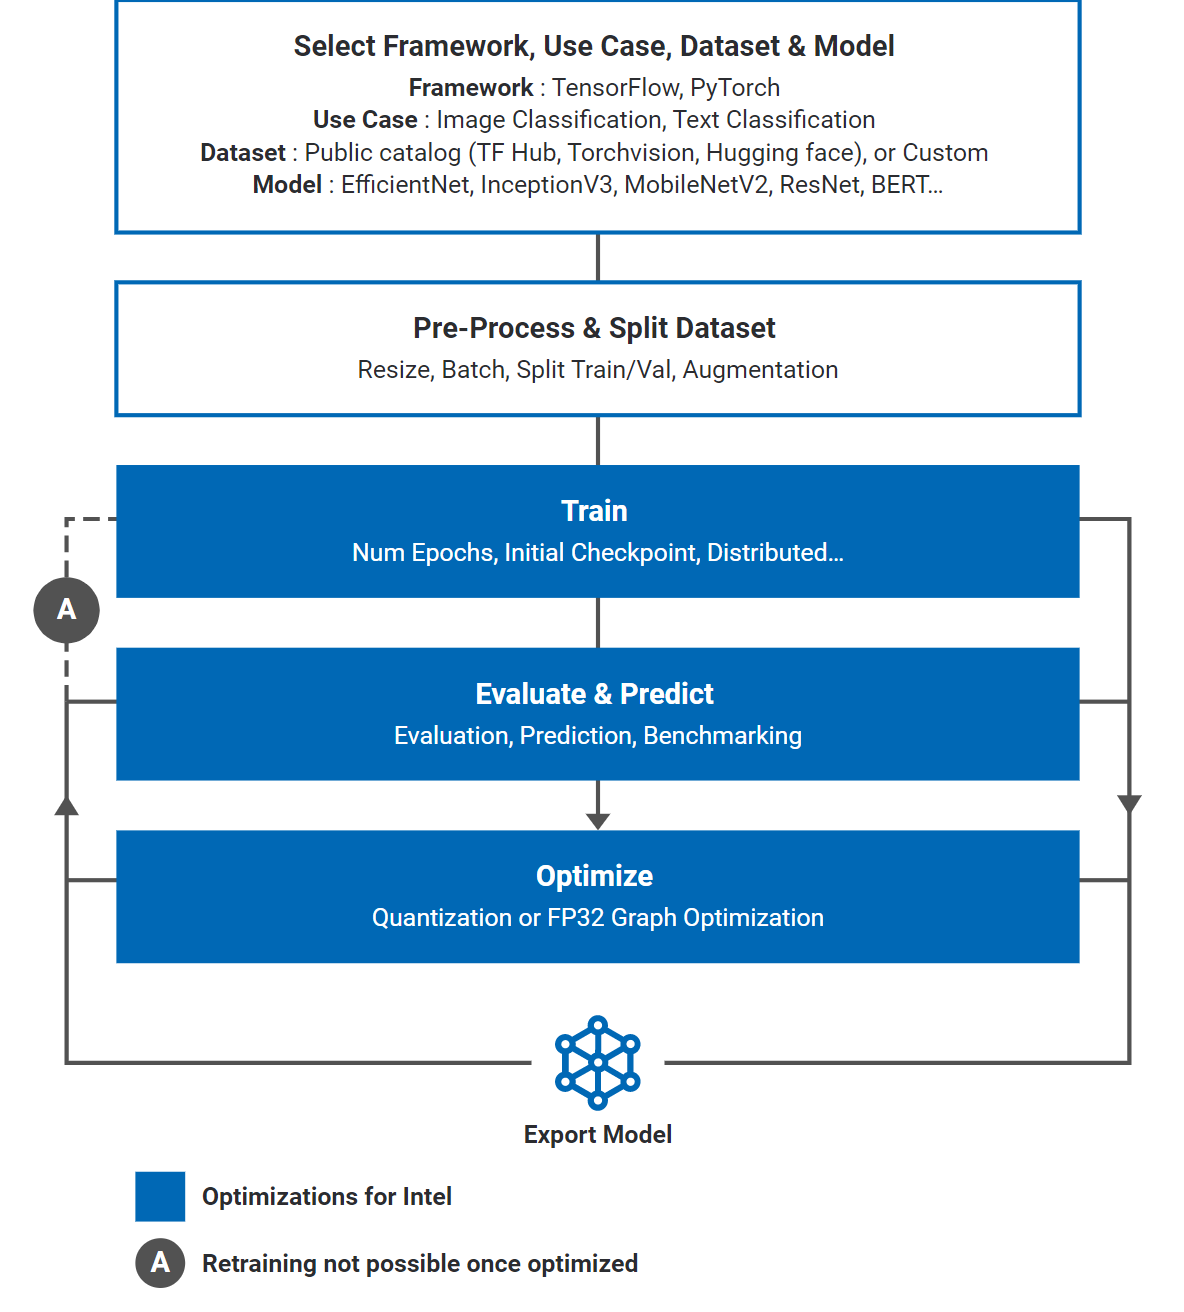 Select Framework, Use Case, Dataset & Model
Framework : TensorFlow, PyTorch
Use Case : Image Classification, Text Classification
Dataset : Public catalog (TF Hub, Torchvision, Hugging face), or Custom
Model : EfficientNet, InceptionV3, MobileNetV2, ResNet, BERT...
Pre-Process & Split Dataset
Resize, Batch, Split Train/Val, Augmentation
Train
Num Epochs, Initial Checkpoint, Distributed...
A
Evaluate & Predict
Evaluation, Prediction, Benchmarking
Optimize
Quantization or FP32 Graph Optimization
Export Model
Optimizations for Intel
A Retraining not possible once optimized